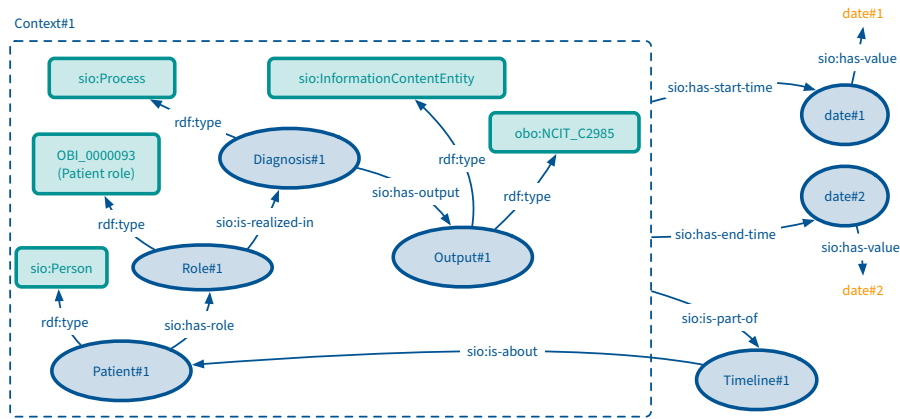 Context#1
date#1
sio:has-value
sio:Process
sio:InformationContentEntity
sio:has-start-time
date#1
rdf:type
obo:NCIT_C2985
OBI_0000093
(Patient role)
Diagnosis#1
rdf:type
sio:has-output
rdf:type
date#2
rdf:type
sio:is-realized-in
sio:has-end-time
sio:has-value
sio:Person
Role#1
Output#1
date#2
rdf:type
sio:has-role
sio:is-part-of
sio:is-about
Patient#1
Timeline#1